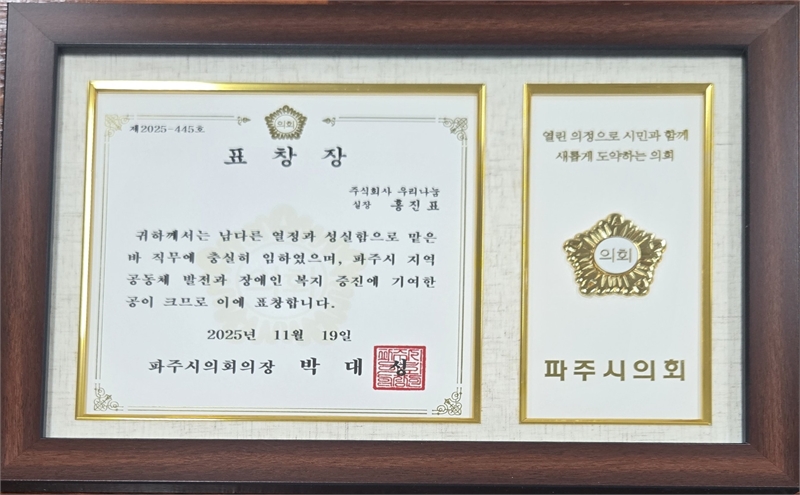 제2025-445호
의회
표 창 장
주식회사 우리나눔
실장 홍진표
귀하께서는 남다른 열정과 성실함으로 맡은
바 직무에 충실히 임하였으며, 파주시 지역
공동체 발전과 장애인 복지 증진에 기여한
공이 크므로 이에 표창합니다.
2025년 11월 19일
파주시의회의장 박 대 성
열린 의정으로 시민과 함께
새롭게 도약하는 의회
의회
파주시의회